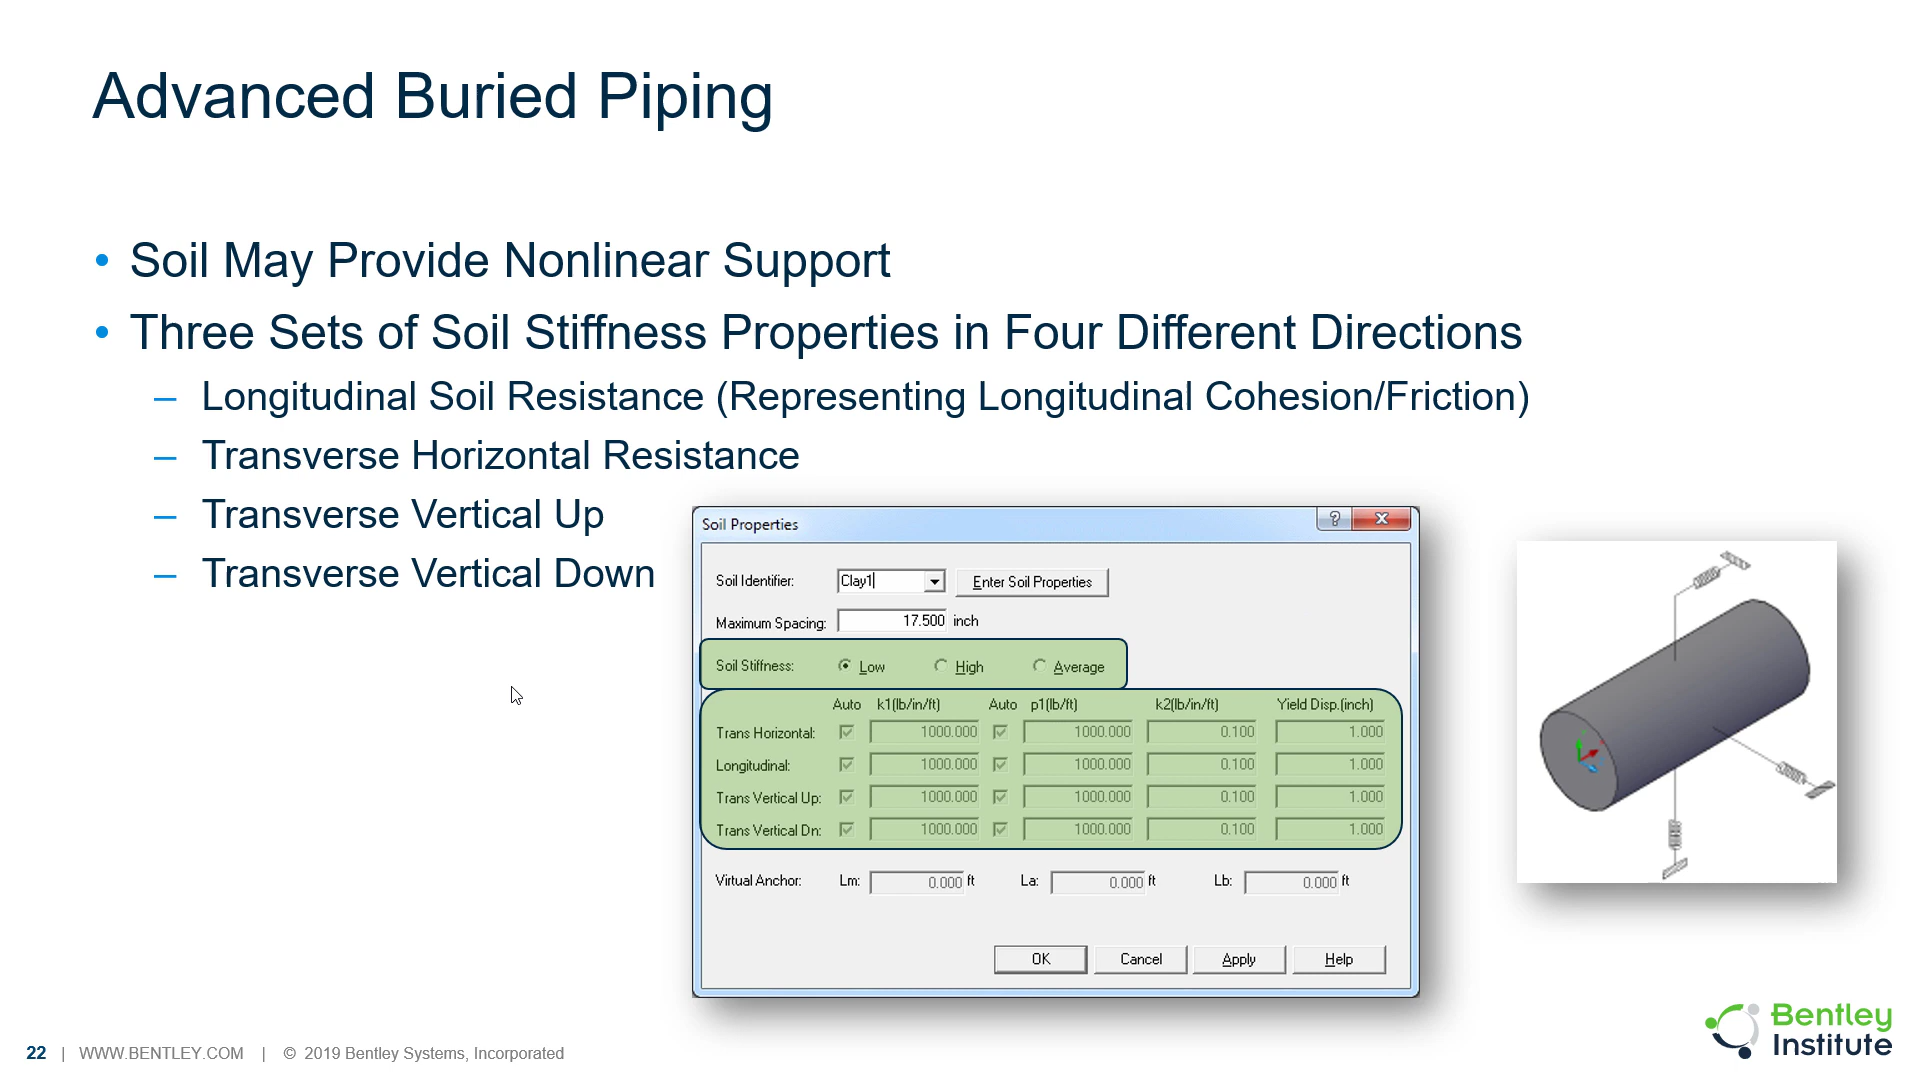 Advanced Buried Piping
• Soil May Provide Nonlinear Support
• Three Sets of Soil Stiffness Properties in Four Different Directions
– Longitudinal Soil Resistance (Representing Longitudinal Cohesion/Friction)
– Transverse Horizontal Resistance
– Transverse Vertical Up
– Transverse Vertical Down
Soil Properties
Soil Identifier: Clay1 Enter Soil Properties
Maximum Spacing: 17.500 inch
Soil Stiffness: Low High Average
Auto k1(lb/in/ft) Auto p1(lb/ft) k2(lb/in/ft) Yield Disp.(inch)
Trans Horizontal: 1000.000 1000.000 0.100 1.000
Longitudinal: 1000.000 1000.000 0.100 1.000
Trans Vertical Up: 1000.000 1000.000 0.100 1.000
Trans Vertical Dn: 1000.000 1000.000 0.100 1.000
Virtual Anchor: Lm: 0.000 ft La: 0.000 ft Lb: 0.000 ft
OK Cancel Apply Help
22 | WWW.BENTLEY.COM | © 2019 Bentley Systems, Incorporated
Bentley
Institute